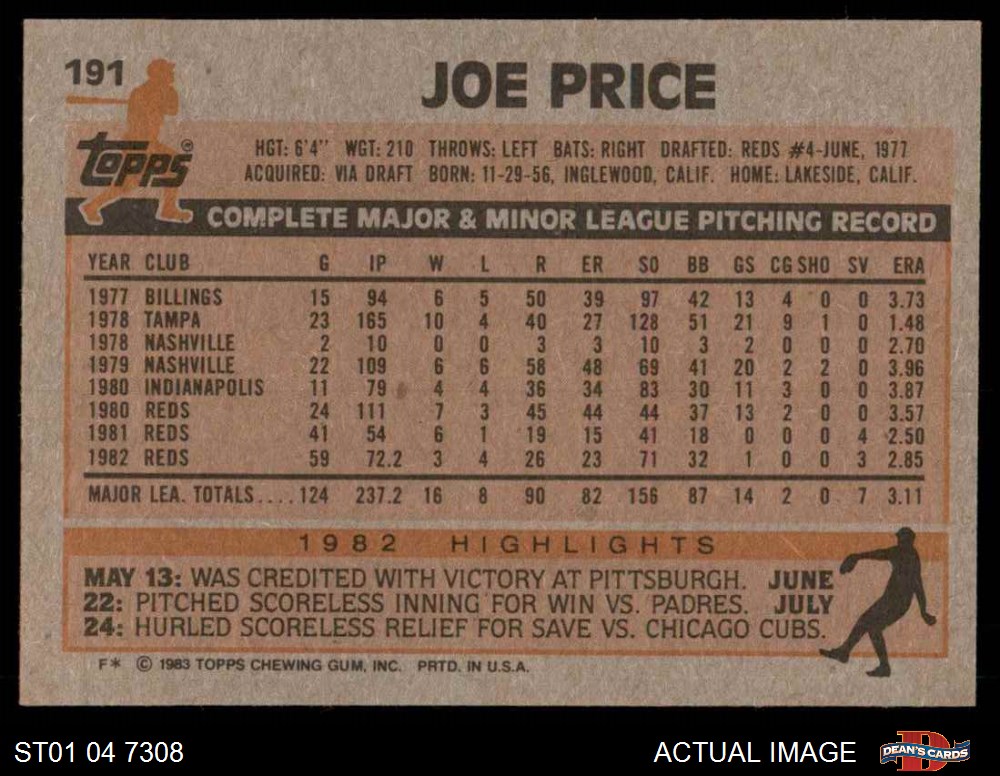 191
JOE PRICE
Topps®
HGT: 6'4" WGT: 210 THROWS: LEFT BATS: RIGHT DRAFTED: REDS #4-JUNE, 1977
ACQUIRED: VIA DRAFT BORN: 11-29-56, INGLEWOOD, CALIF. HOME: LAKESIDE, CALIF.
COMPLETE MAJOR & MINOR LEAGUE PITCHING RECORD
YEAR CLUB G IP W L R ER SO BB GS CG SHO SV ERA
1977 BILLINGS 15 94 6 5 50 39 97 42 13 4 0 0 3.73
1978 TAMPA 23 165 10 4 40 27 128 51 21 9 1 0 1.48
1978 NASHVILLE 2 10 0 0 3 3 10 3 2 0 0 0 2.70
1979 NASHVILLE 22 109 6 6 58 48 69 41 20 2 2 0 3.96
1980 INDIANAPOLIS 11 79 4 4 36 34 83 30 11 3 0 0 3.87
1980 REDS 24 111 7 3 45 44 44 37 13 2 0 0 3.57
1981 REDS 41 54 6 1 19 15 41 18 0 0 0 4 2.50
1982 REDS 59 72.2 3 4 26 23 71 32 1 0 0 3 2.85
MAJOR LEA. TOTALS....124 237.2 16 8 90 82 156 87 14 2 0 7 3.11
1982 HIGHLIGHTS
MAY 13: WAS CREDITED WITH VICTORY AT PITTSBURGH. JUNE
22: PITCHED SCORELESS INNING FOR WIN VS. PADRES. JULY
24: HURLED SCORELESS RELIEF FOR SAVE VS. CHICAGO CUBS.
F* © 1983 TOPPS CHEWING GUM, INC. PRTD. IN U.S.A.
ST01 04 7308
ACTUAL IMAGE
D
DEAN'S CARDS